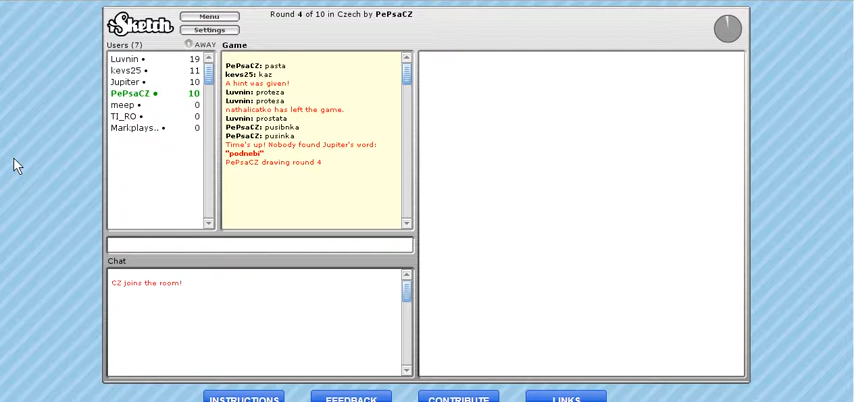 iSketch
Menu
Settings
Round 4 of 10 in Czech by PePsaCZ
Users (7)
AWAY
Game
Luvnin • 19
kevs25 • 11
Jupiter • 10
PePsaCZ • 10
meep • 0
TI_RO • 0
Mark:plays.. • 0
PePsaCZ: pasta
kevs25: kaz
A hint was given!
Luvnin: proteza
Luvnin: protesa
nathalicatko has left the game.
Luvnin: prostata
PePsaCZ: pusibnka
PePsaCZ: pusinka
Time's up! Nobody found Jupiter's word:
"podnebi"
PePsaCZ drawing round 4
Chat
CZ joins the room!
INSTRUCTIONS
FEEDBACK
CONTRIBUTE
LINKS